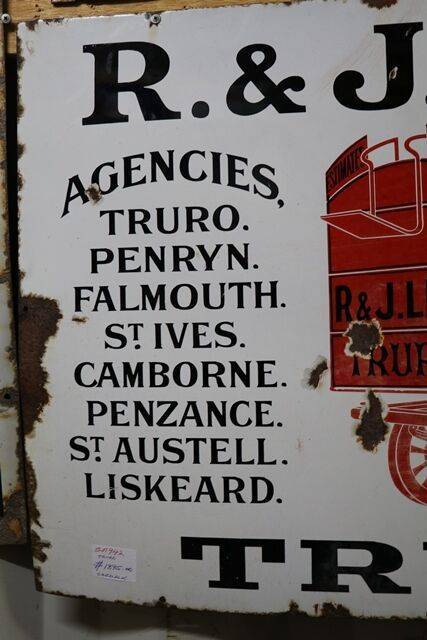 R. & J.
AGENCIES,
TRURO.
PENRYN.
FALMOUTH.
ST IVES.
CAMBORNE.
PENZANCE.
ST AUSTELL.
LISKEARD.
R & J. L
TRUR
TR